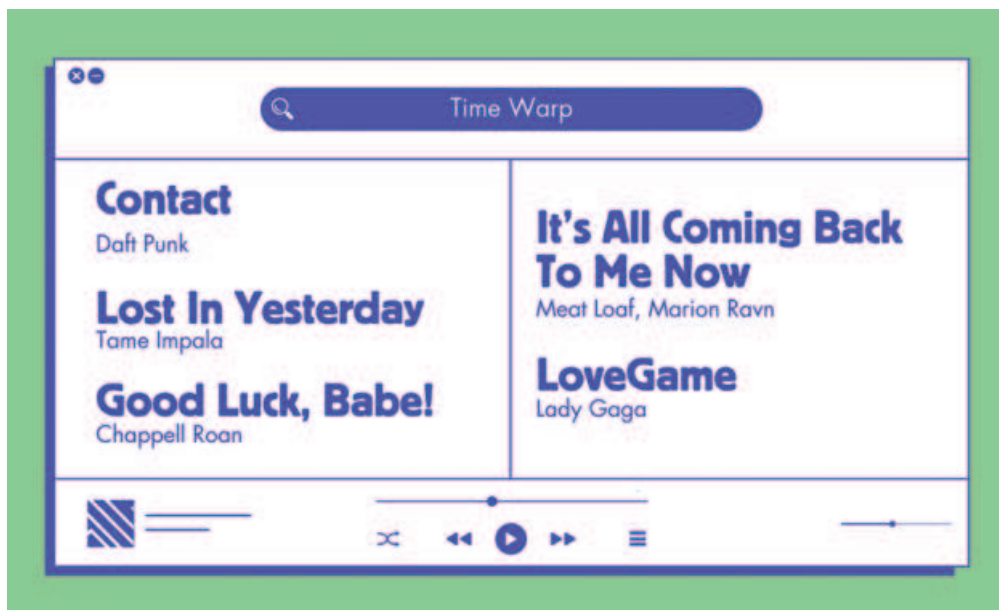 Time Warp
Contact
Daft Punk
Lost In Yesterday
Tame Impala
Good Luck, Babe!
Chappell Roan
It's All Coming Back
To Me Now
Meat Loaf, Marion Ravn
LoveGame
Lady Gaga